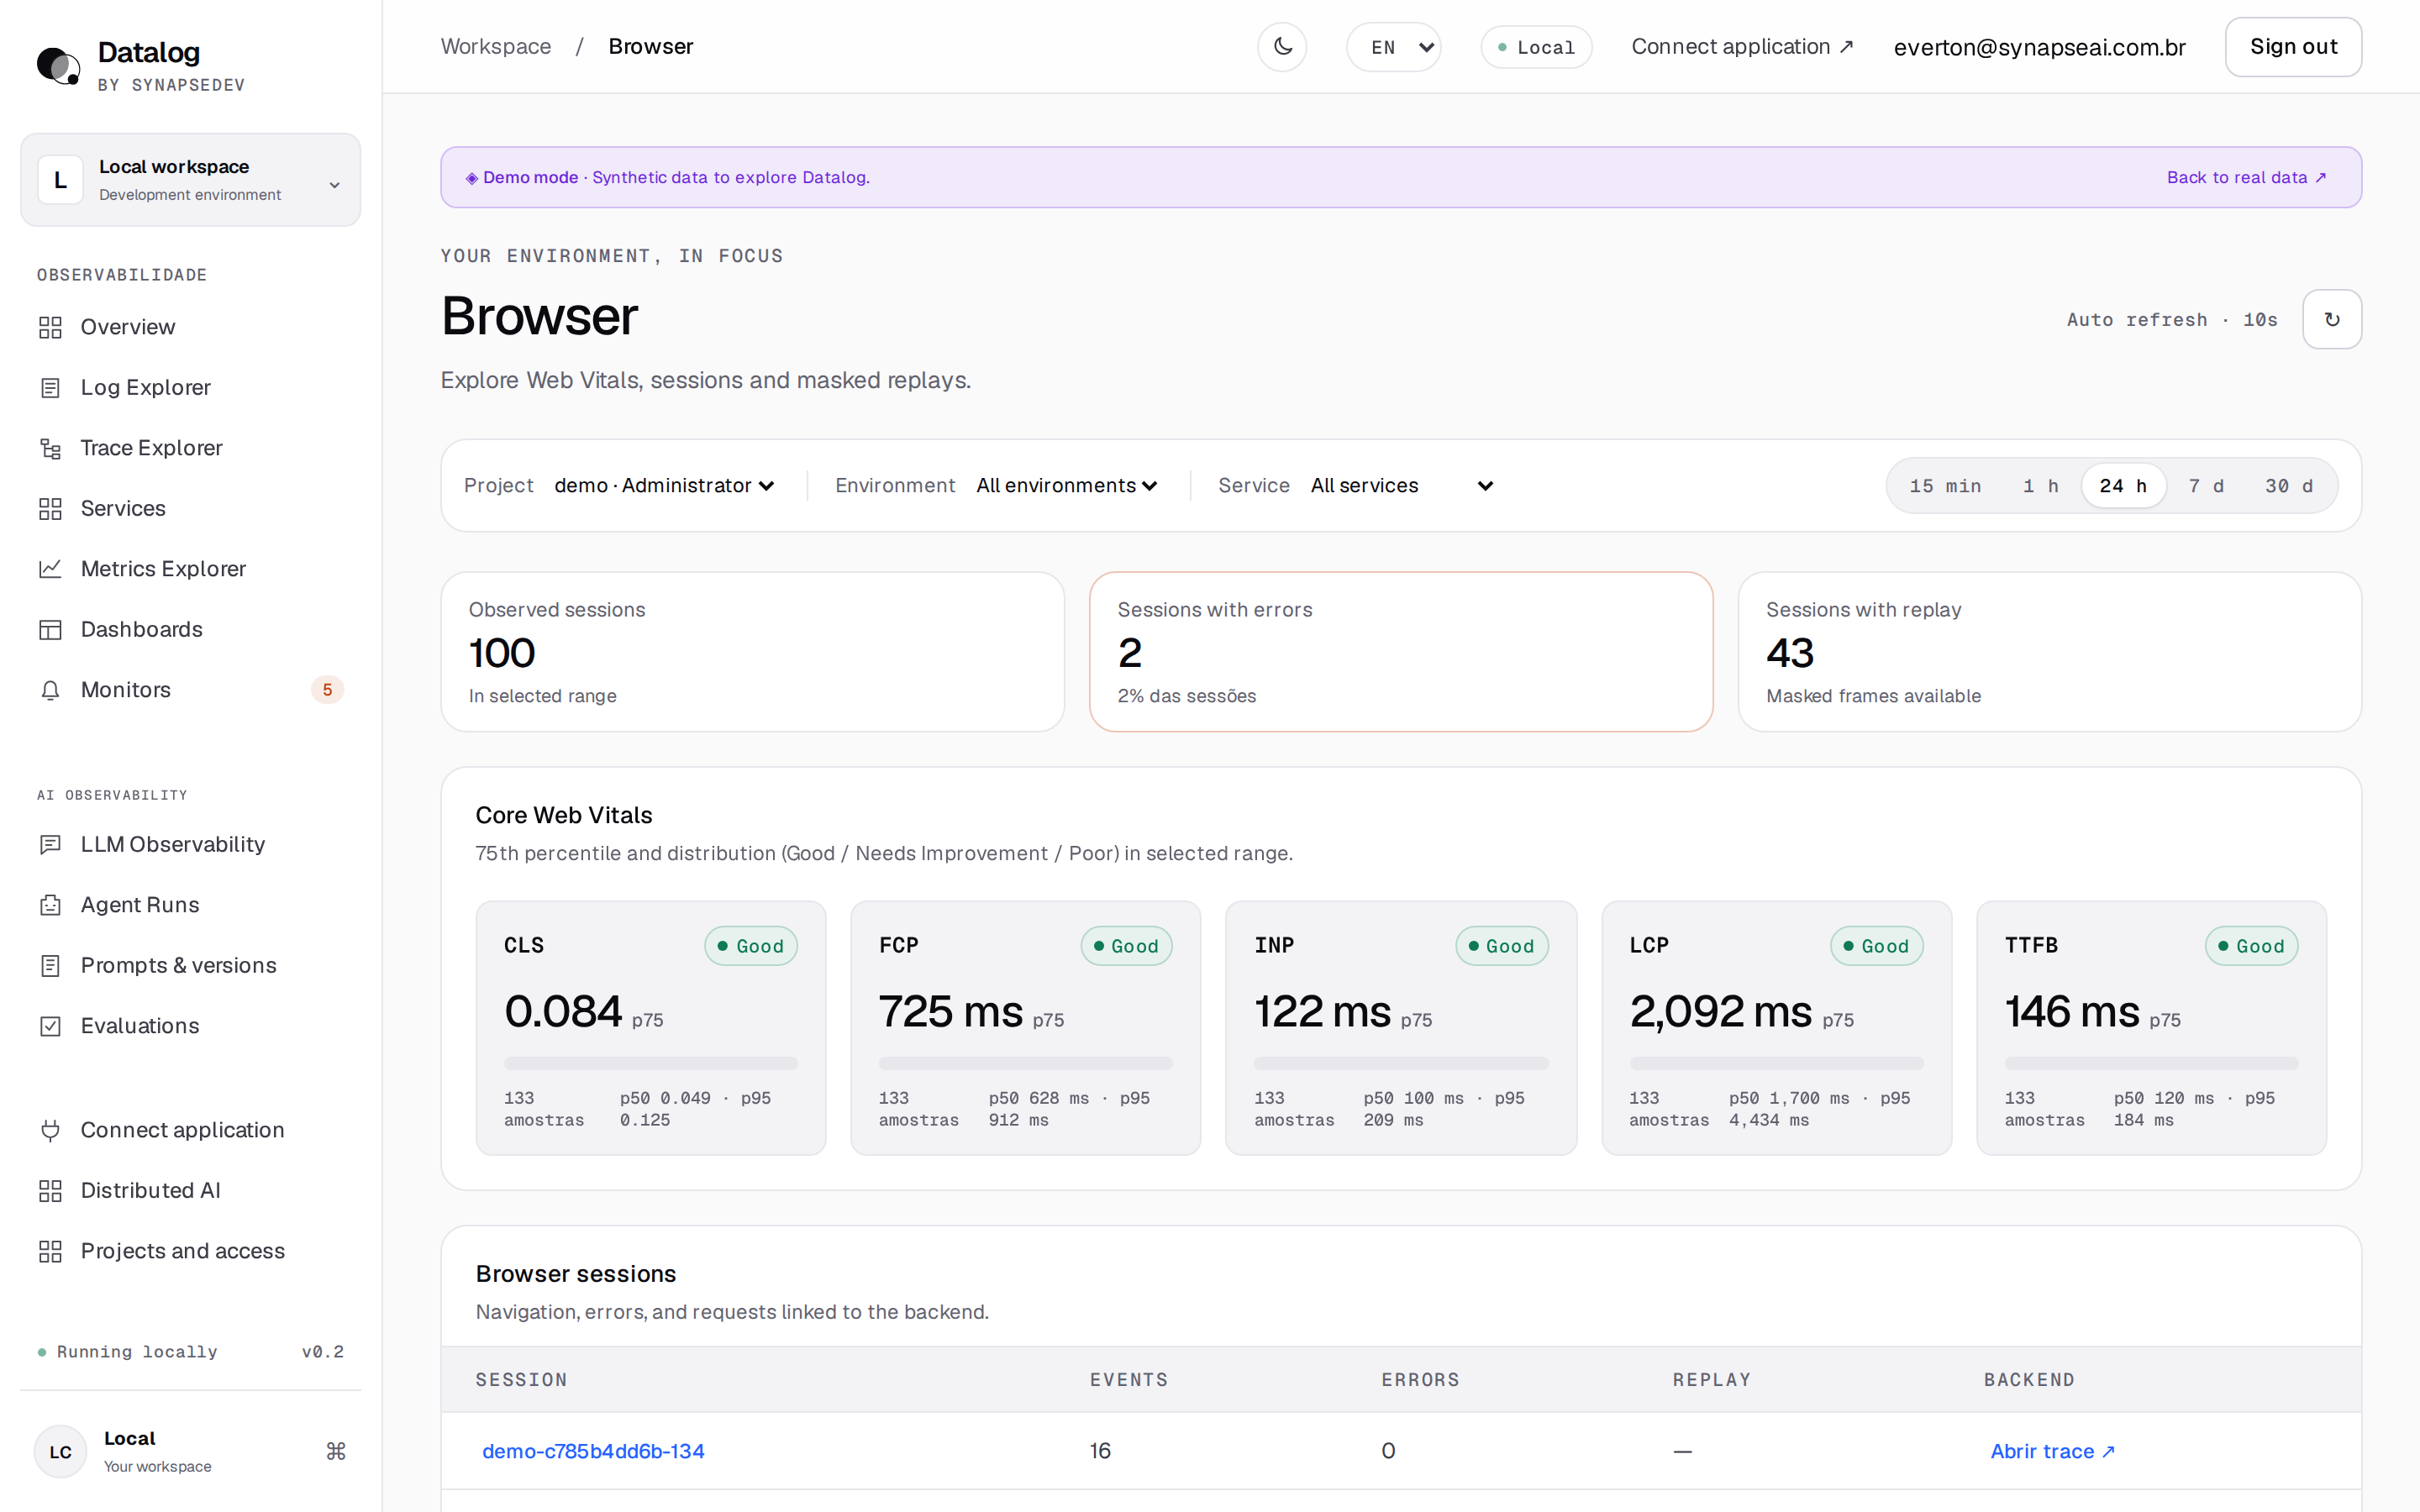 Datalog
BY SYNAPSEDEV
L
Local workspace
Development environment
OBSERVABILIDADE
Overview
Log Explorer
Trace Explorer
Services
Metrics Explorer
Dashboards
Monitors 5
AI OBSERVABILITY
LLM Observability
Agent Runs
Prompts & versions
Evaluations
Connect application
Distributed AI
Projects and access
Running locally v0.2
LC
Local
Your workspace
⌘
Workspace / Browser
EN
Local
Connect application ↗
everton@synapseai.com.br
Sign out
◈ Demo mode · Synthetic data to explore Datalog.
Back to real data ↗
YOUR ENVIRONMENT, IN FOCUS
Browser
Explore Web Vitals, sessions and masked replays.
Auto refresh · 10s ↻
Project demo · Administrator
Environment All environments
Service All services
15 min 1 h 24 h 7 d 30 d
Observed sessions
100
In selected range
Sessions with errors
2
2% das sessões
Sessions with replay
43
Masked frames available
Core Web Vitals
75th percentile and distribution (Good / Needs Improvement / Poor) in selected range.
CLS Good
0.084 p75
133 amostras
p50 0.049 · p95 0.125
FCP Good
725 ms p75
133 amostras
p50 628 ms · p95 912 ms
INP Good
122 ms p75
133 amostras
p50 100 ms · p95 209 ms
LCP Good
2,092 ms p75
133 amostras
p50 1,700 ms · p95 4,434 ms
TTFB Good
146 ms p75
133 amostras
p50 120 ms · p95 184 ms
Browser sessions
Navigation, errors, and requests linked to the backend.
SESSION EVENTS ERRORS REPLAY BACKEND
demo-c785b4dd6b-134 16 0 — Abrir trace ↗